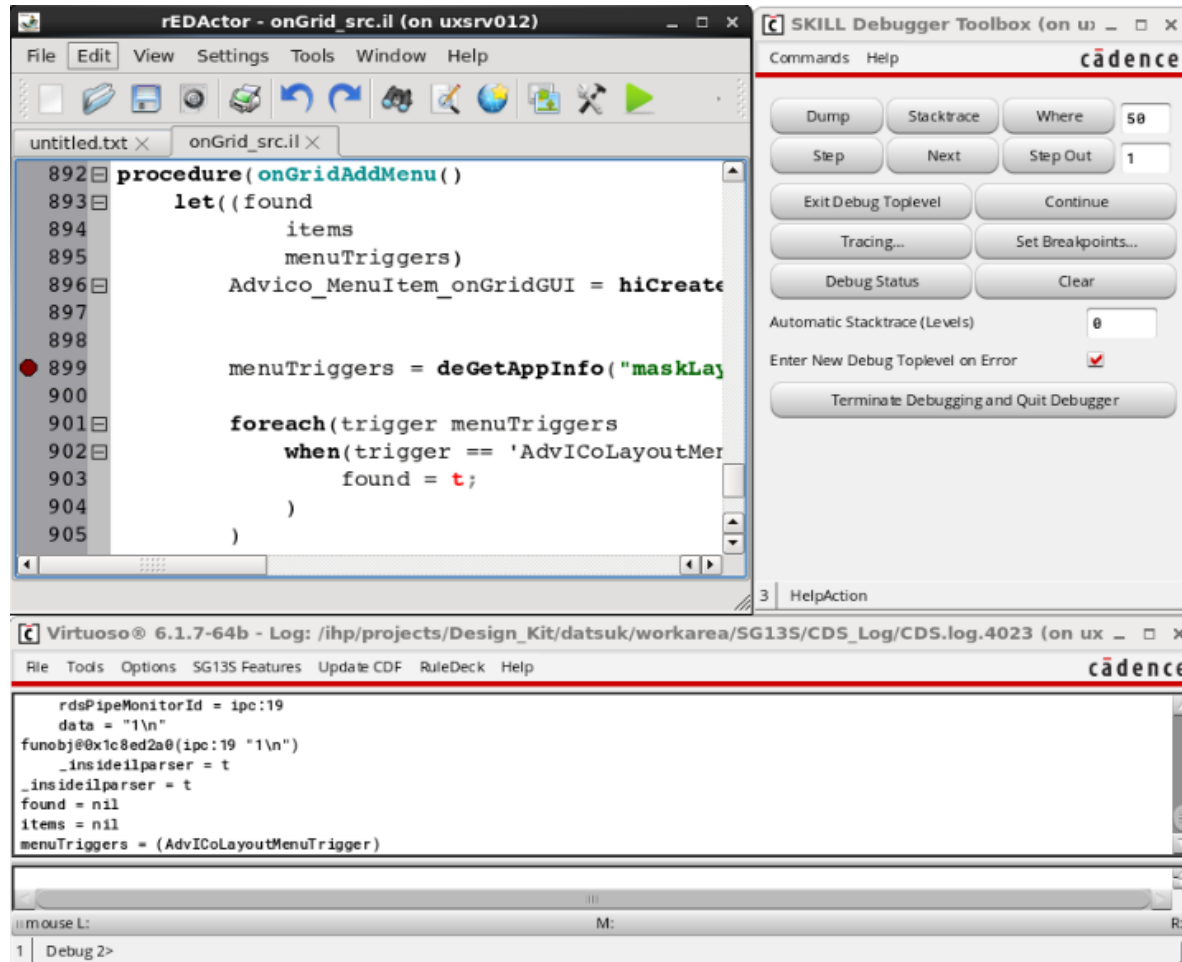 rEDActor - onGrid_src.il (on uxsrv012)
File Edit View Settings Tools Window Help
untitled.txt onGrid_src.il
892 procedure(onGridAddMenu()
893 let((found
894 items
895 menuTriggers)
896 Advico_MenuItem_onGridGUI = hiCreate
897
898
899 menuTriggers = deGetAppInfo("maskLay
900
901 foreach(trigger menuTriggers
902 when(trigger == 'AdvICoLayoutMen
903 found = t;
904 )
905 )
SKILL Debugger Toolbox (on ux
Commands Help cādence
Dump Stacktrace Where 50
Step Next Step Out 1
Exit Debug Toplevel Continue
Tracing... Set Breakpoints...
Debug Status Clear
Automatic Stacktrace (Levels) 0
Enter New Debug Toplevel on Error
Terminate Debugging and Quit Debugger
3 HelpAction
Virtuoso® 6.1.7-64b - Log: /ihp/projects/Design_Kit/datsuk/workarea/SG13S/CDS_Log/CDS.log.4023 (on ux
File Tools Options SG13S Features Update CDF RuleDeck Help cādence
rdsPipeMonitorId = ipc:19
data = "1\n"
funobj@0x1c8ed2a0(ipc:19 "1\n")
_insideilparser = t
_insideilparser = t
found = nil
items = nil
menuTriggers = (AdvICoLayoutMenuTrigger)
mouse L: M: R:
1 Debug 2>